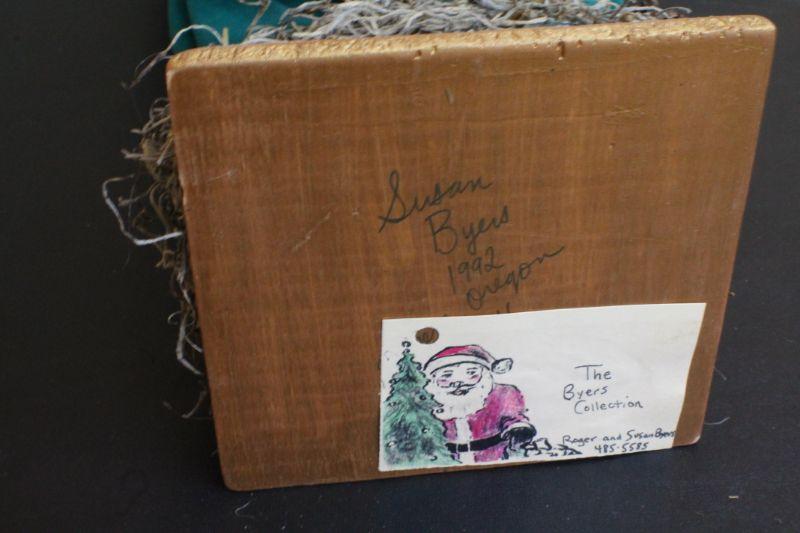 Susan
Byers
1992
Oregon
The
Byers
Collection
Roger and Susan Byers
485-5585